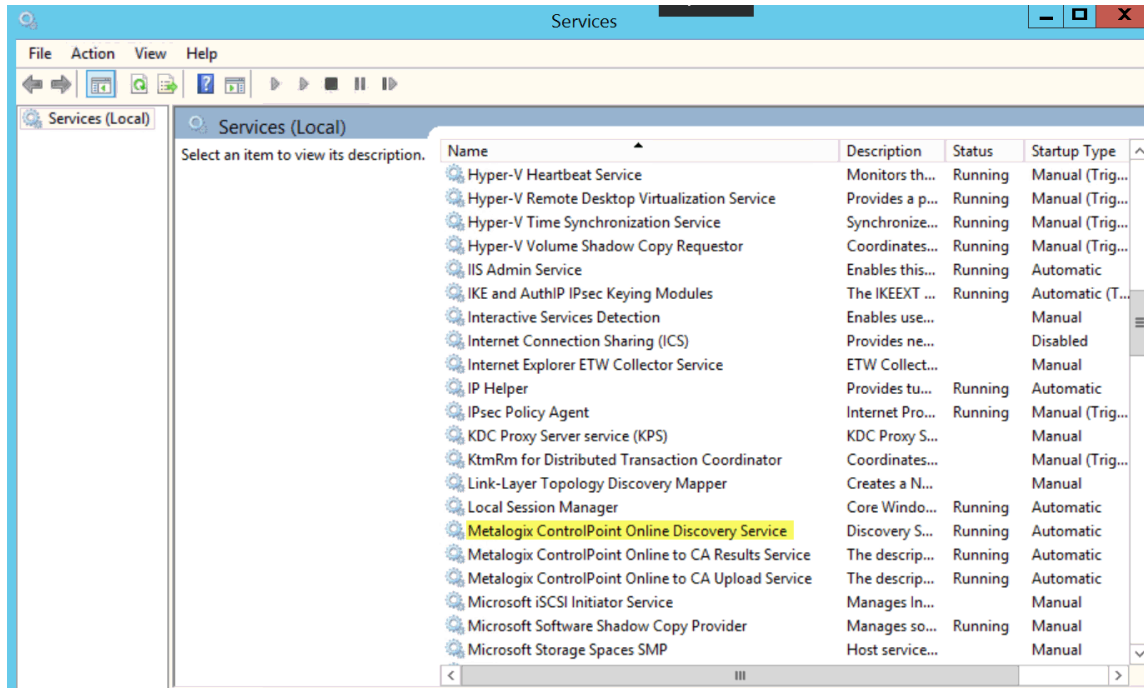 Services
File Action View Help
Services (Local)
Services (Local)
Select an item to view its description.
Name Description Status Startup Type
Hyper-V Heartbeat Service Monitors th... Running Manual (Trig...
Hyper-V Remote Desktop Virtualization Service Provides a p... Running Manual (Trig...
Hyper-V Time Synchronization Service Synchronize... Running Manual (Trig...
Hyper-V Volume Shadow Copy Requestor Coordinates... Running Manual (Trig...
IIS Admin Service Enables this... Running Automatic
IKE and AuthIP IPsec Keying Modules The IKEEXT ... Running Automatic (T...
Interactive Services Detection Enables use... Manual
Internet Connection Sharing (ICS) Provides ne... Disabled
Internet Explorer ETW Collector Service ETW Collect... Manual
IP Helper Provides tu... Running Automatic
IPsec Policy Agent Internet Pro... Running Manual (Trig...
KDC Proxy Server service (KPS) KDC Proxy S... Manual
KtmRm for Distributed Transaction Coordinator Coordinates... Manual (Trig...
Link-Layer Topology Discovery Mapper Creates a N... Manual
Local Session Manager Core Windo... Running Automatic
Metalogix ControlPoint Online Discovery Service Discovery S... Running Automatic
Metalogix ControlPoint Online to CA Results Service The descrip... Running Automatic
Metalogix ControlPoint Online to CA Upload Service The descrip... Running Automatic
Microsoft iSCSI Initiator Service Manages In... Manual
Microsoft Software Shadow Copy Provider Manages so... Running Manual
Microsoft Storage Spaces SMP Host service... Manual